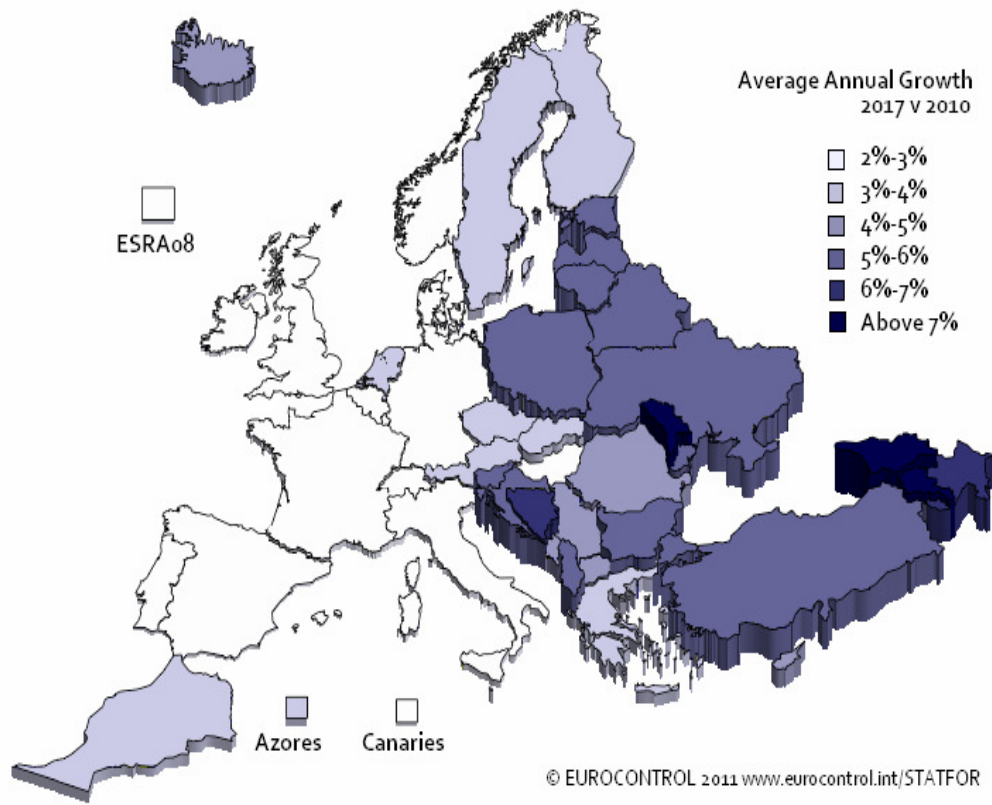 Average Annual Growth
2017 v 2010
2%-3%
3%-4%
4%-5%
5%-6%
6%-7%
Above 7%
ESRA08
Azores
Canaries
© EUROCONTROL 2011 www.eurocontrol.int/STATFOR